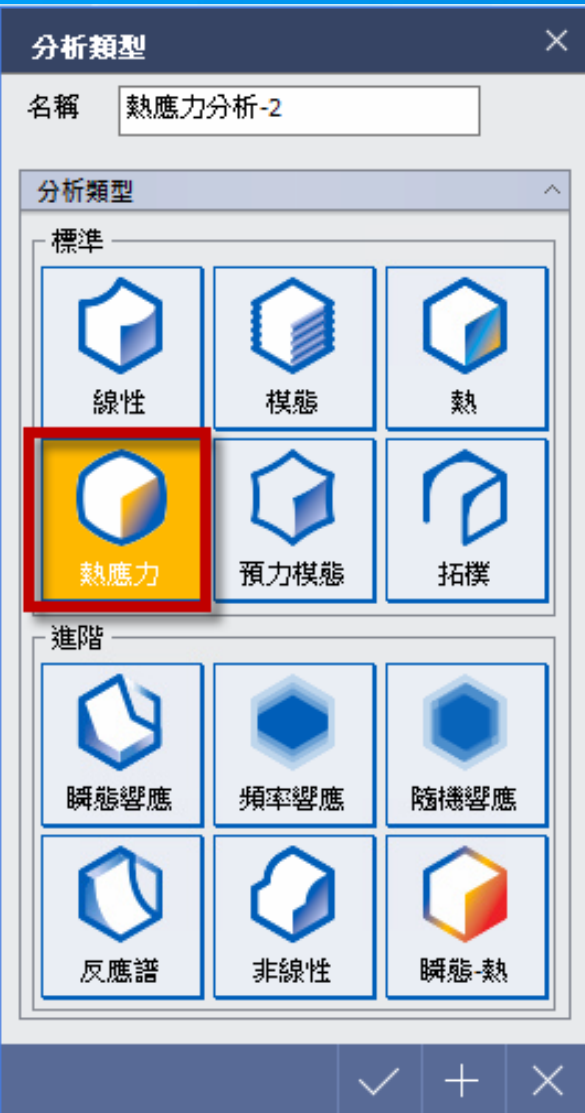 分析類型
名稱 熱應力分析-2
分析類型
標準
線性 模態 熱
熱應力 預力模態 拓樸
進階
瞬態響應 頻率響應 隨機響應
反應譜 非線性 瞬態-熱